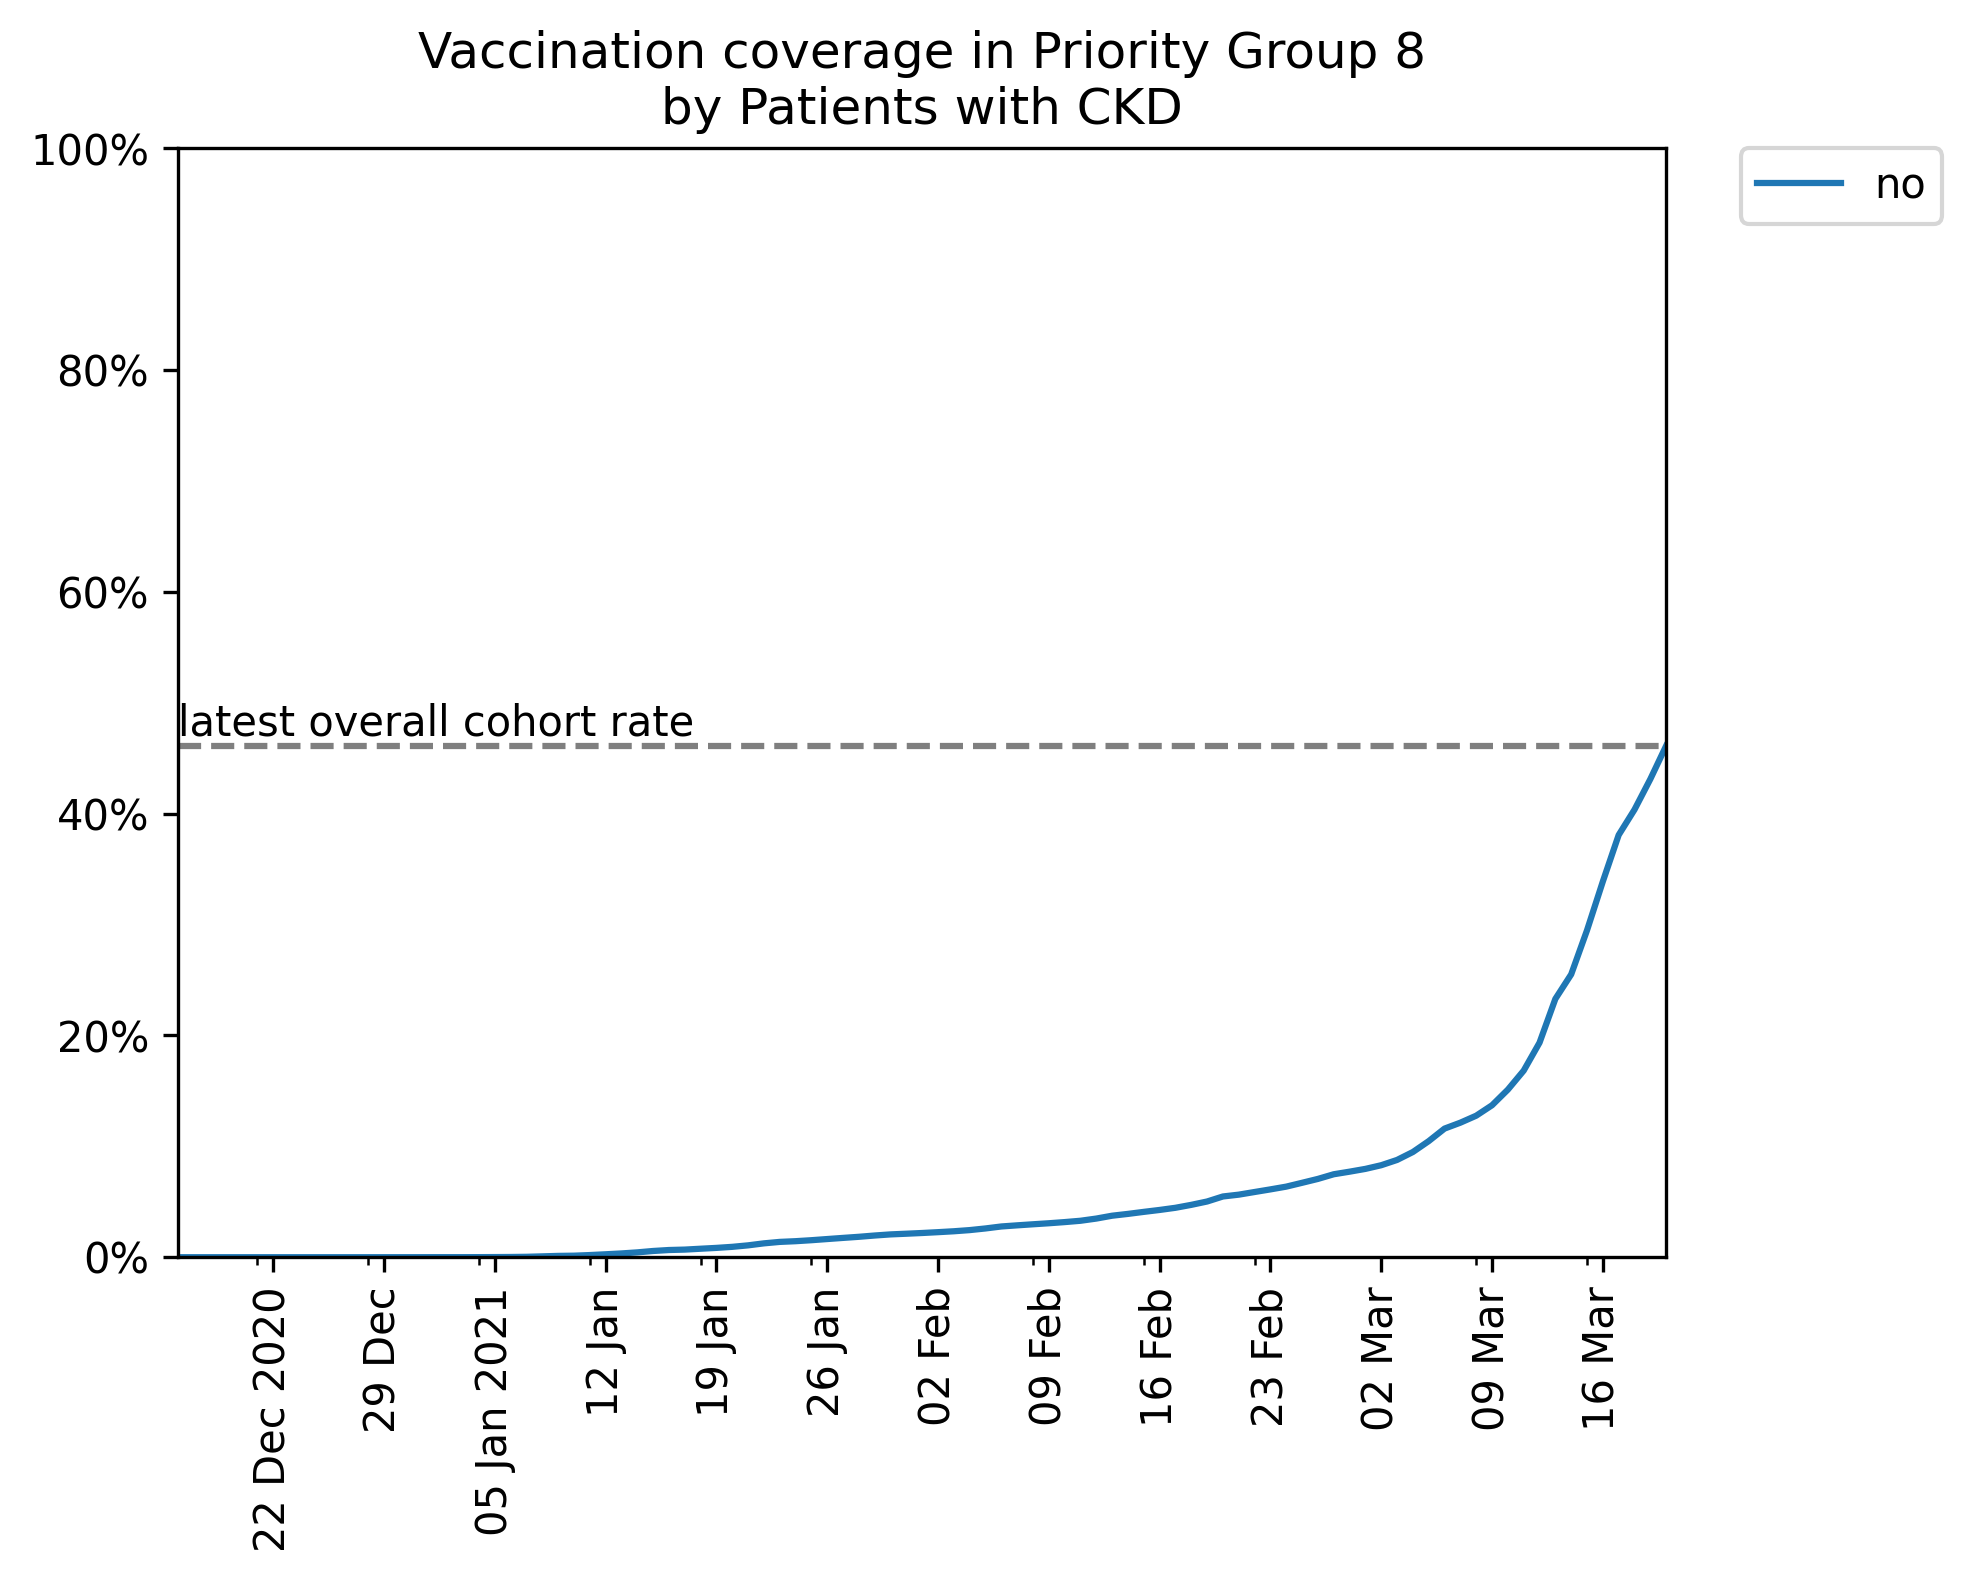 Vaccination coverage in Priority Group 8
by Patients with CKD
100%
80%
60%
40%
20%
0%
latest overall cohort rate
no
22 Dec 2020
29 Dec
05 Jan 2021
12 Jan
19 Jan
26 Jan
02 Feb
09 Feb
16 Feb
23 Feb
02 Mar
09 Mar
16 Mar